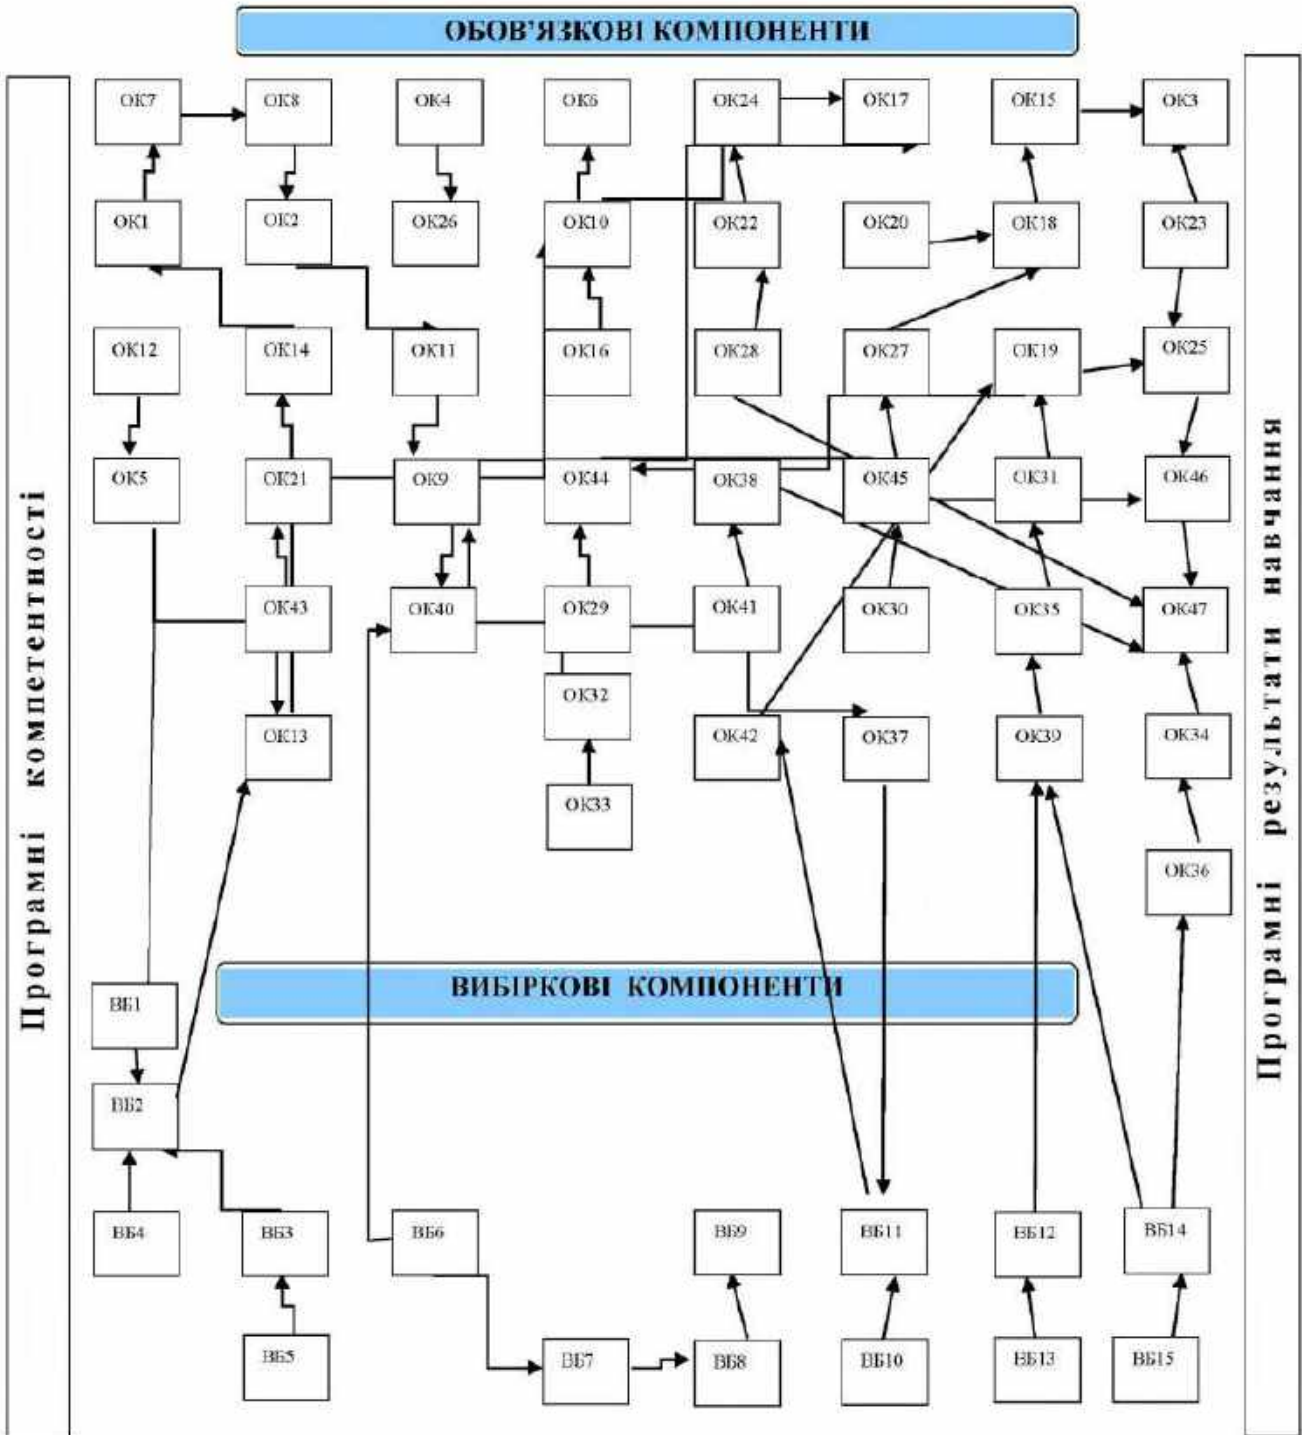 ОБОВ’ЯЗКОВІ КОМПОНЕНТИ
Програмні компетентності
Програмні результати навчання
ОК7 ОК8 ОК4 ОК6 ОК24 ОК17 ОК15 ОК3
ОК1 ОК2 ОК26 ОК10 ОК22 ОК20 ОК18 ОК23
ОК12 ОК14 ОК11 ОК16 ОК28 ОК27 ОК19 ОК25
ОК5 ОК21 ОК9 ОК44 ОК38 ОК45 ОК31 ОК46
ОК43 ОК40 ОК29 ОК41 ОК30 ОК35 ОК47
ОК32
ОК13 ОК42 ОК37 ОК39 ОК34
ОК33
ОК36
ВИБІРКОВІ КОМПОНЕНТИ
ВБ1
ВБ2
ВБ4 ВБ3 ВБ6 ВБ9 ВБ11 ВБ12 ВБ14
ВБ5 ВБ7 ВБ8 ВБ10 ВБ13 ВБ15